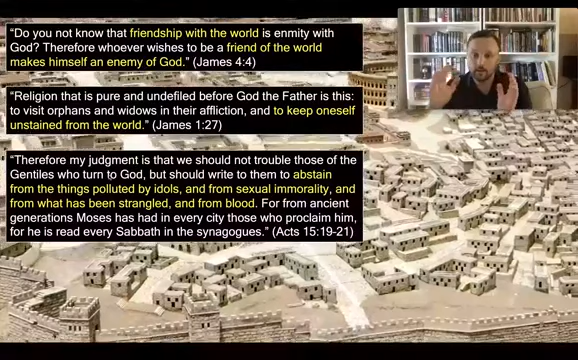 “Do you not know that friendship with the world is enmity with
God? Therefore whoever wishes to be a friend of the world
makes himself an enemy of God.” (James 4:4)
“Religion that is pure and undefiled before God the Father is this:
to visit orphans and widows in their affliction, and to keep oneself
unstained from the world.” (James 1:27)
“Therefore my judgment is that we should not trouble those of the
Gentiles who turn to God, but should write to them to abstain
from the things polluted by idols, and from sexual immorality, and
from what has been strangled, and from blood. For from ancient
generations Moses has had in every city those who proclaim him,
for he is read every Sabbath in the synagogues.” (Acts 15:19-21)